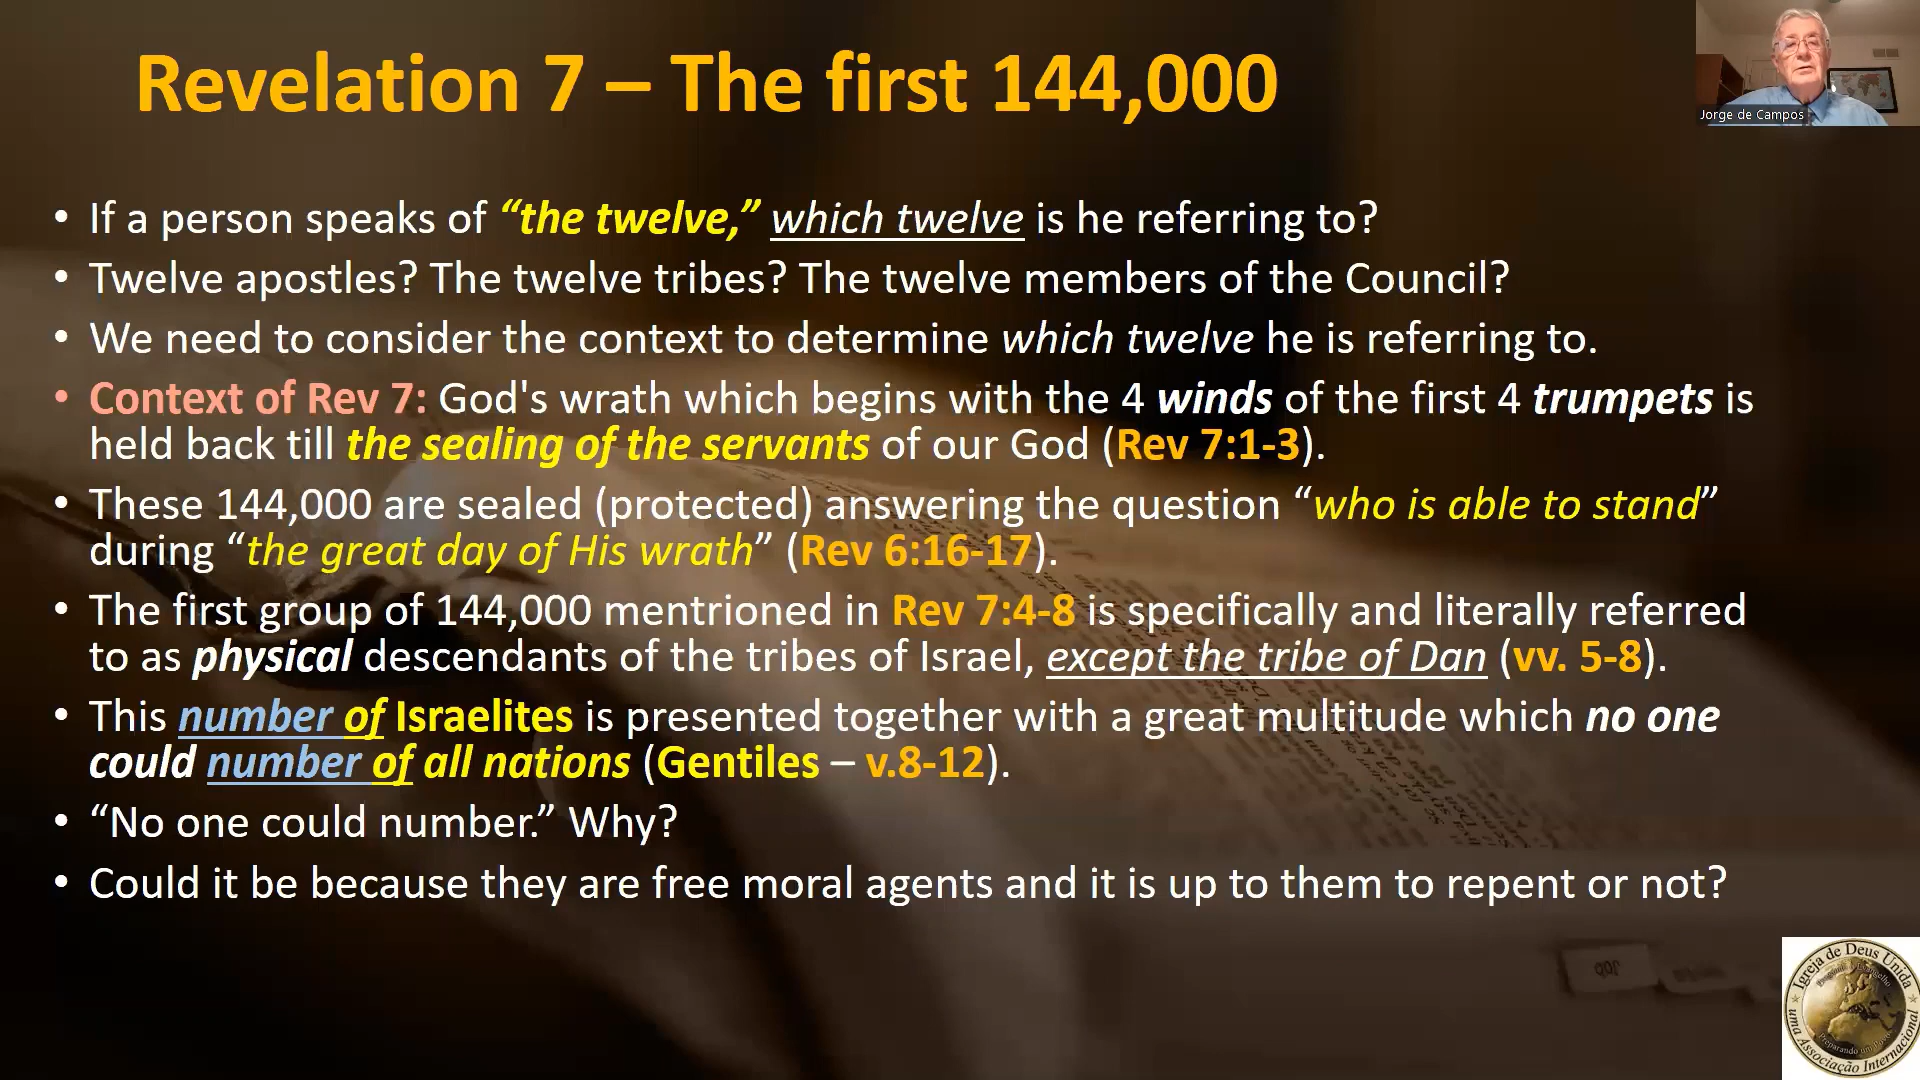 Revelation 7 – The first 144,000
Jorge de Campos
• If a person speaks of “the twelve,” which twelve is he referring to?
• Twelve apostles? The twelve tribes? The twelve members of the Council?
• We need to consider the context to determine which twelve he is referring to.
• Context of Rev 7: God's wrath which begins with the 4 winds of the first 4 trumpets is
held back till the sealing of the servants of our God (Rev 7:1-3).
• These 144,000 are sealed (protected) answering the question “who is able to stand”
during “the great day of His wrath” (Rev 6:16-17).
• The first group of 144,000 mentrioned in Rev 7:4-8 is specifically and literally referred
to as physical descendants of the tribes of Israel, except the tribe of Dan (vv. 5-8).
• This number of Israelites is presented together with a great multitude which no one
could number of all nations (Gentiles – v.8-12).
• “No one could number.” Why?
• Could it be because they are free moral agents and it is up to them to repent or not?
Igreja de Deus Unida
uma Associação Internacional